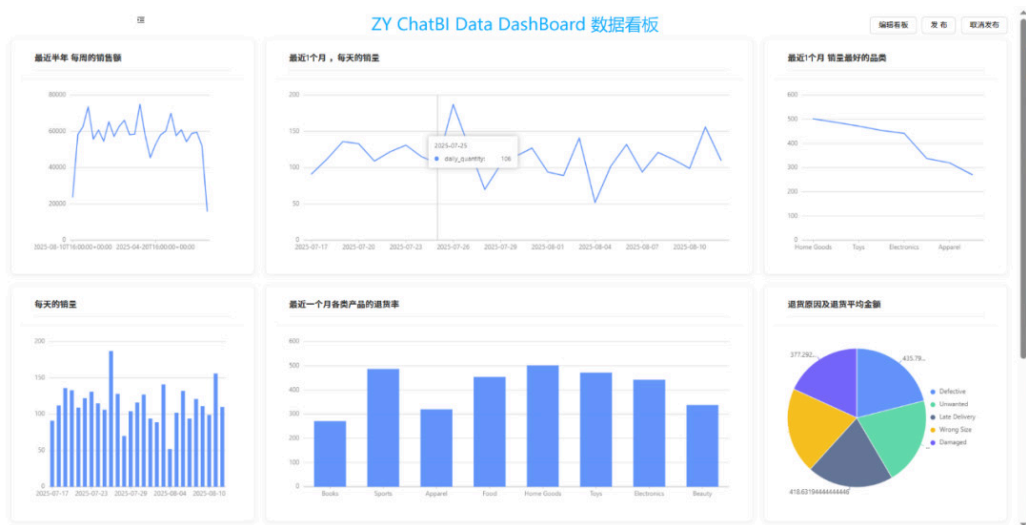 ZY ChatBI Data DashBoard 数据看板
编辑看板 发 布 取消发布
最近半年 每周的销售额
80000
60000
40000
20000
0
2025-08-10T16:00:00+00:00 2025-04-20T16:00:00+00:00
最近1个月 ，每天的销量
200
150
100
50
0
2025-07-25
daily_quantity: 106
2025-07-17 2025-07-20 2025-07-23 2025-07-26 2025-07-29 2025-08-01 2025-08-04 2025-08-07 2025-08-10
最近1个月 销量最好的品类
600
500
400
300
200
100
0
Home Goods Toys Electronics Apparel
每天的销量
200
150
100
50
0
2025-07-17 2025-07-23 2025-07-29 2025-08-04 2025-08-10
最近一个月各类产品的退货率
600
500
400
300
200
100
0
Books Sports Apparel Food Home Goods Toys Electronics Beauty
退货原因及退货平均金额
377.292...
435.79...
...
418.63194444444446
Defective
Unwanted
Late Delivery
Wrong Size
Damaged